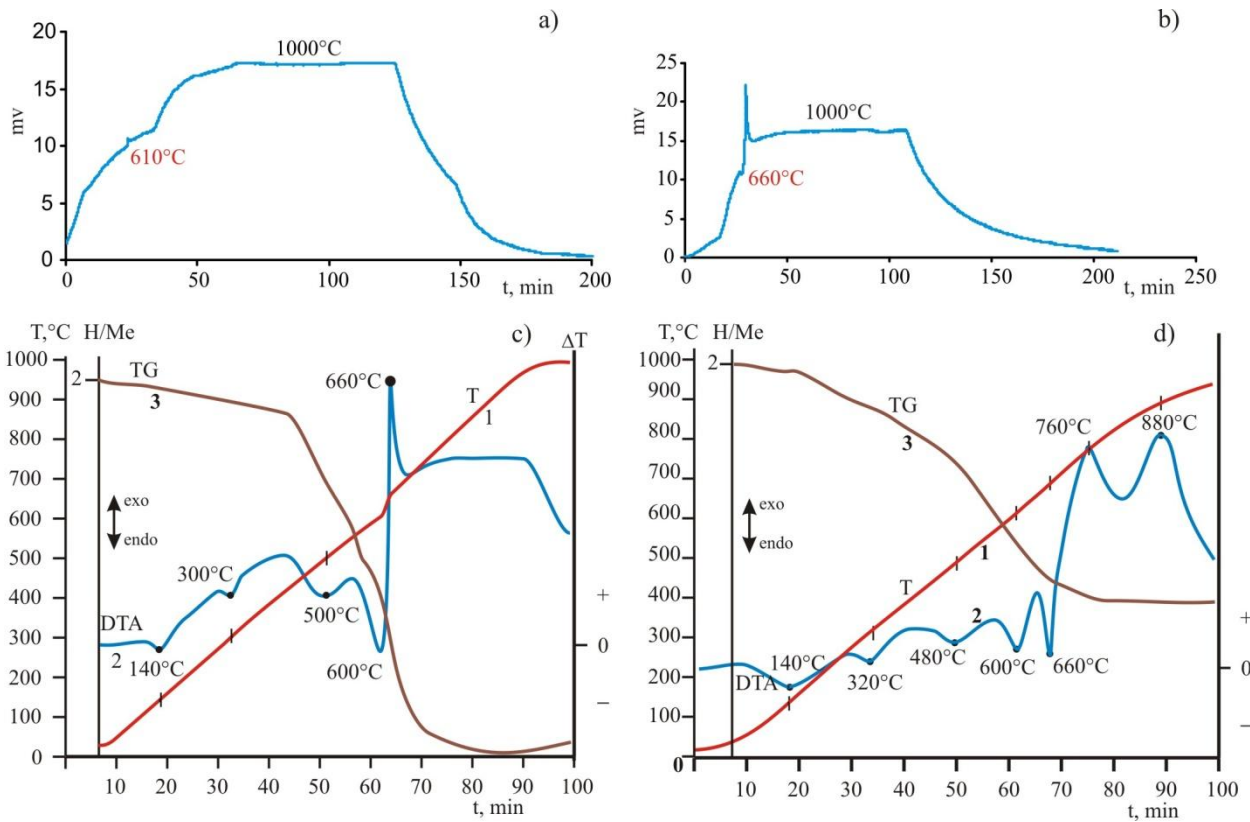 a)
20
15
mv
10
5
0
1000°C
610°C
0 50 100 150 200
t, min
b)
25
20
15
mv
10
5
0
1000°C
660°C
0 50 100 150 200 250
t, min
T,°C H/Me c) ΔT
1000
900
800
700
600
500
400
300
200
100
0
2
TG
3
660°C
T
1
exo
endo
300°C
500°C
DTA
2
140°C
600°C
+
0
−
10 20 30 40 50 60 70 80 90 100
t, min
T,°C H/Me d)
1000
900
800
700
600
500
400
300
200
100
0
2
TG
3
760°C
880°C
exo
endo
1
T
2
140°C
DTA
320°C
480°C
600°C
660°C
+
0
−
10 20 30 40 50 60 70 80 90 100
t, min